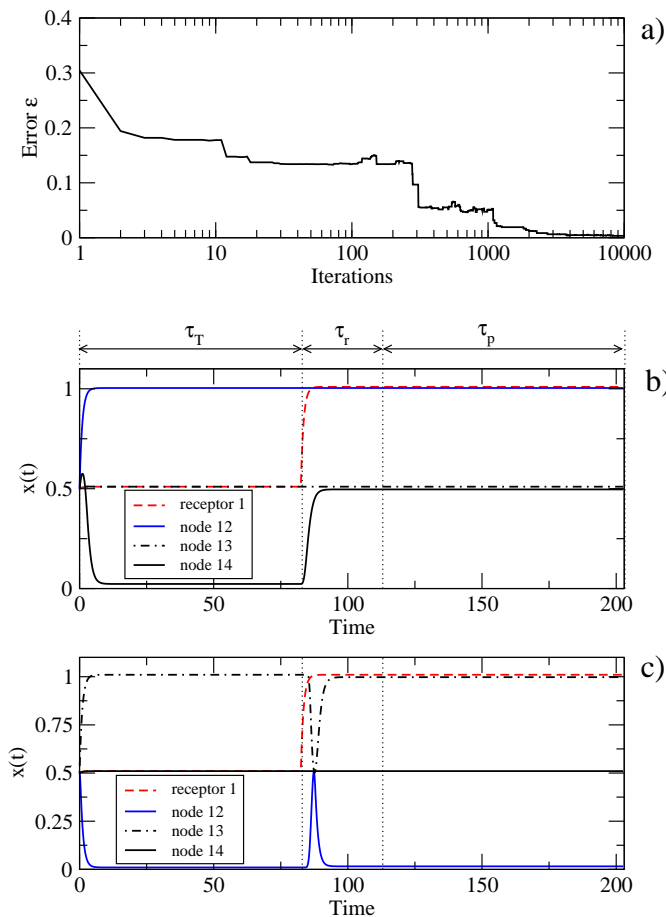 a)
0.4
0.3
0.2
0.1
0
Error ε
1 10 100 1000 10000
Iterations
τ_T τ_r τ_p
b)
1
0.5
0
x(t)
receptor 1
node 12
node 13
node 14
0 50 100 150 200
Time
c)
1
0.75
0.5
0.25
0
x(t)
receptor 1
node 12
node 13
node 14
0 50 100 150 200
Time